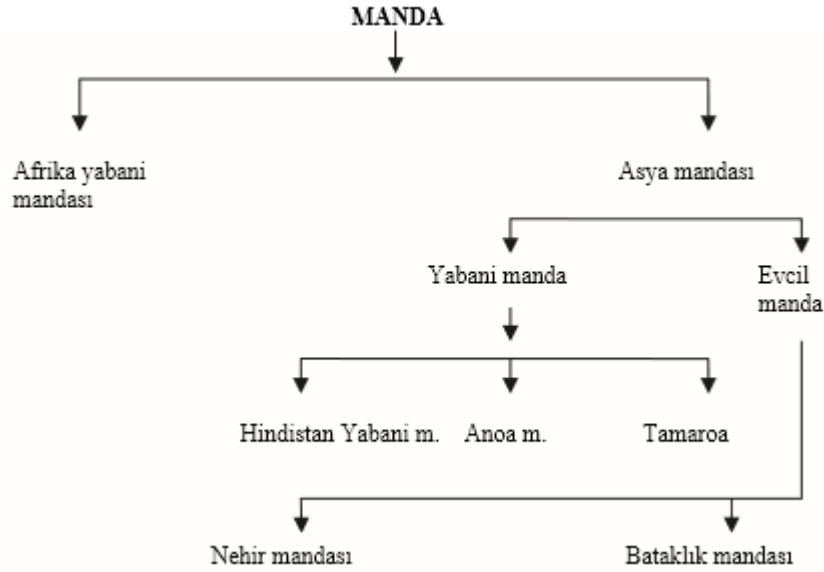 MANDA
Afrika yabani
mandası
Asya mandası
Yabani manda
Evcil
manda
Hindistan Yabani m.
Anoa m.
Tamaroa
Nehir mandası
Bataklık mandası